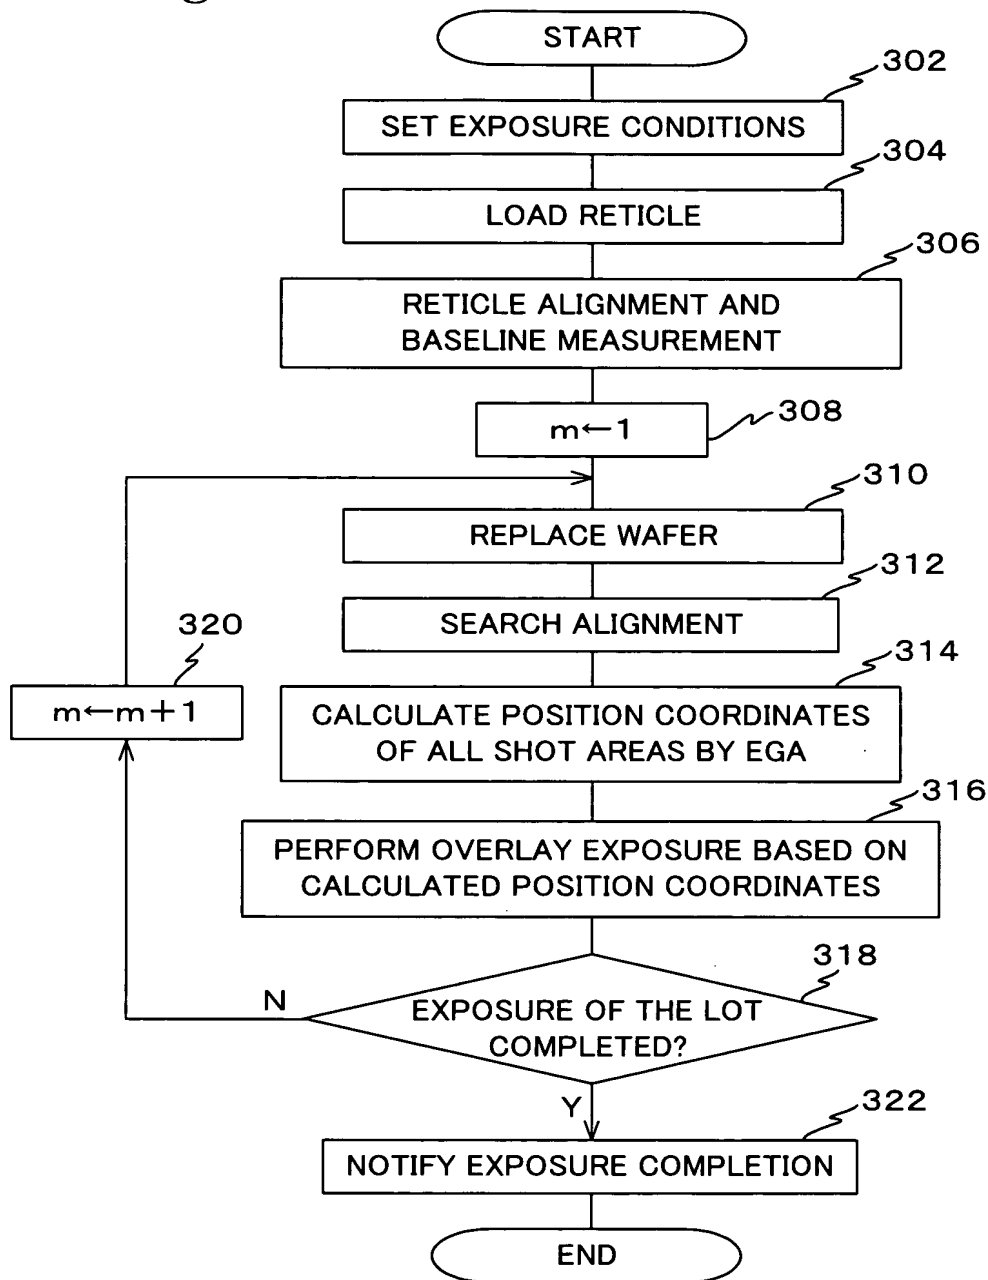 START
302
SET EXPOSURE CONDITIONS
304
LOAD RETICLE
306
RETICLE ALIGNMENT AND
BASELINE MEASUREMENT
308
m←1
310
REPLACE WAFER
312
SEARCH ALIGNMENT
320
m←m+1
314
CALCULATE POSITION COORDINATES
OF ALL SHOT AREAS BY EGA
316
PERFORM OVERLAY EXPOSURE BASED ON
CALCULATED POSITION COORDINATES
318
N
EXPOSURE OF THE LOT
COMPLETED?
Y
322
NOTIFY EXPOSURE COMPLETION
END